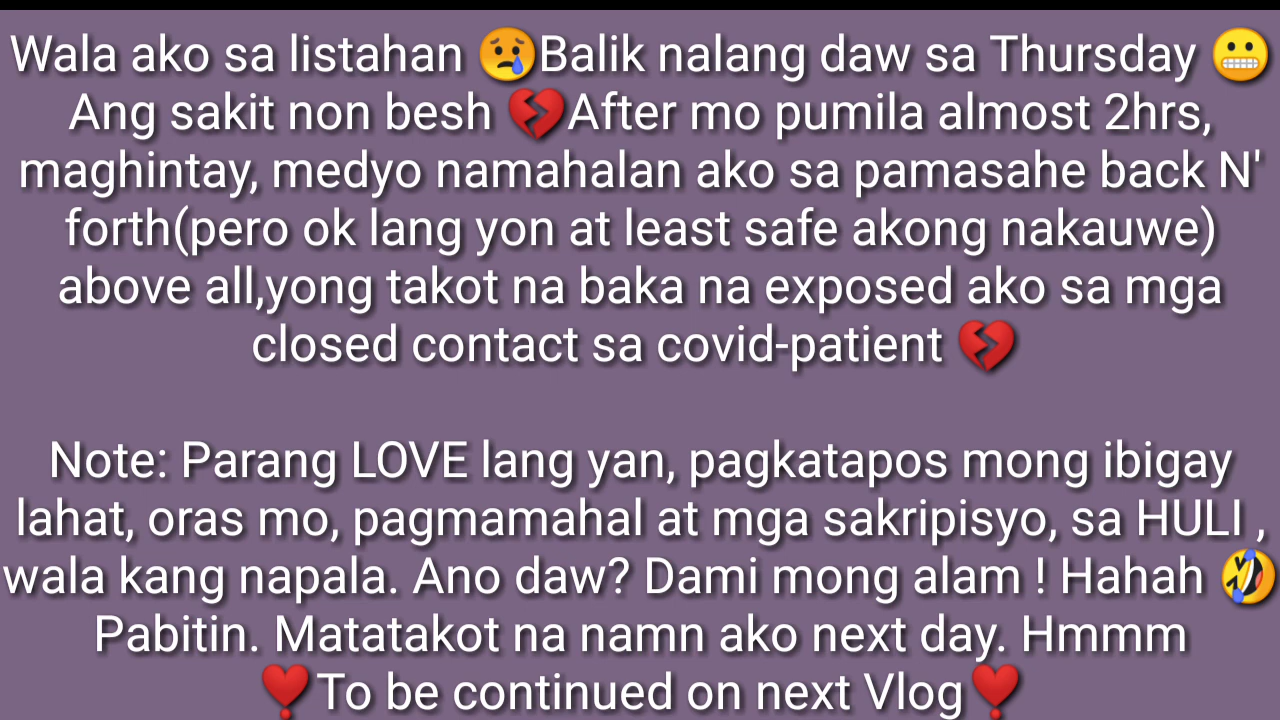 Wala ako sa listahan 😢Balik nalang daw sa Thursday 😬
Ang sakit non besh 💔After mo pumila almost 2hrs,
maghintay, medyo namahalan ako sa pamasahe back N'
forth(pero ok lang yon at least safe akong nakauwe)
above all,yong takot na baka na exposed ako sa mga
closed contact sa covid-patient 💔
Note: Parang LOVE lang yan, pagkatapos mong ibigay
lahat, oras mo, pagmamahal at mga sakripisyo, sa HULI ,
wala kang napala. Ano daw? Dami mong alam ! Hahah 🤣
Pabitin. Matatakot na namn ako next day. Hmmm
❣️To be continued on next Vlog❣️